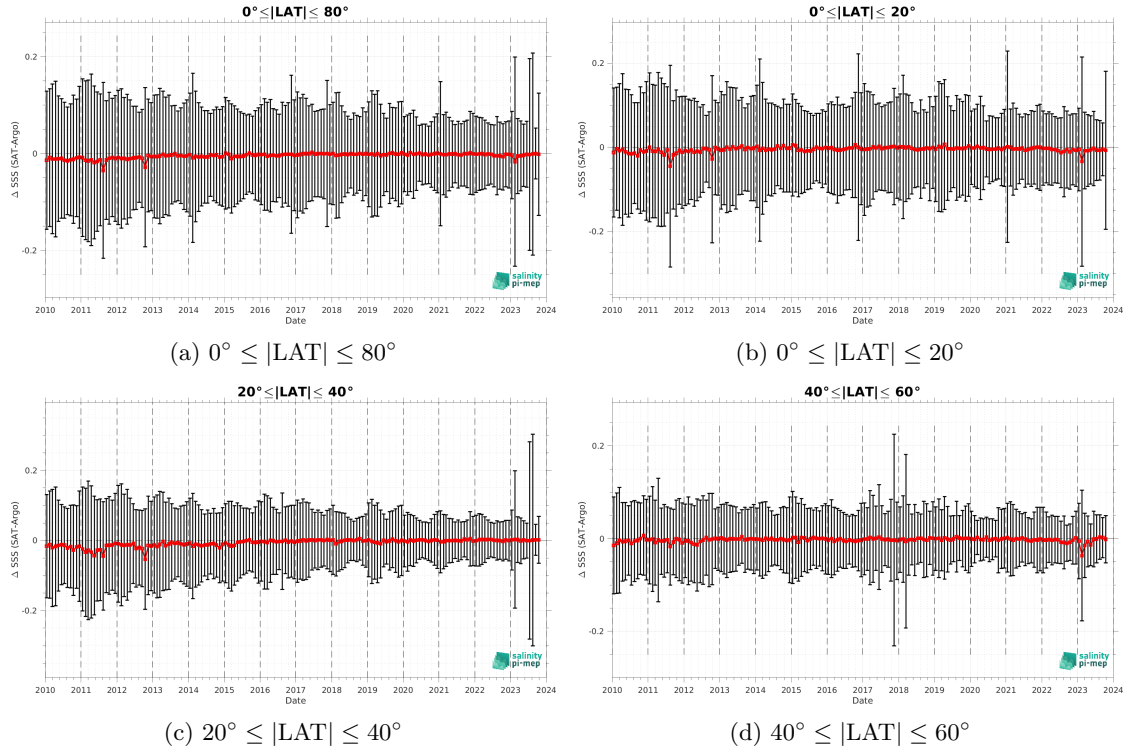 0°≤|LAT|≤ 80°
Δ SSS (SAT-Argo)
0.2
0
-0.2
2010 2011 2012 2013 2014 2015 2016 2017 2018 2019 2020 2021 2022 2023 2024
Date
salinity
pi-mep
(a) 0° ≤ |LAT| ≤ 80°
0°≤|LAT|≤ 20°
Δ SSS (SAT-Argo)
0.2
0
-0.2
2010 2011 2012 2013 2014 2015 2016 2017 2018 2019 2020 2021 2022 2023 2024
Date
salinity
pi-mep
(b) 0° ≤ |LAT| ≤ 20°
20°≤|LAT|≤ 40°
Δ SSS (SAT-Argo)
0.2
0
-0.2
2010 2011 2012 2013 2014 2015 2016 2017 2018 2019 2020 2021 2022 2023 2024
Date
salinity
pi-mep
(c) 20° ≤ |LAT| ≤ 40°
40°≤|LAT|≤ 60°
Δ SSS (SAT-Argo)
0.2
0
-0.2
2010 2011 2012 2013 2014 2015 2016 2017 2018 2019 2020 2021 2022 2023 2024
Date
salinity
pi-mep
(d) 40° ≤ |LAT| ≤ 60°